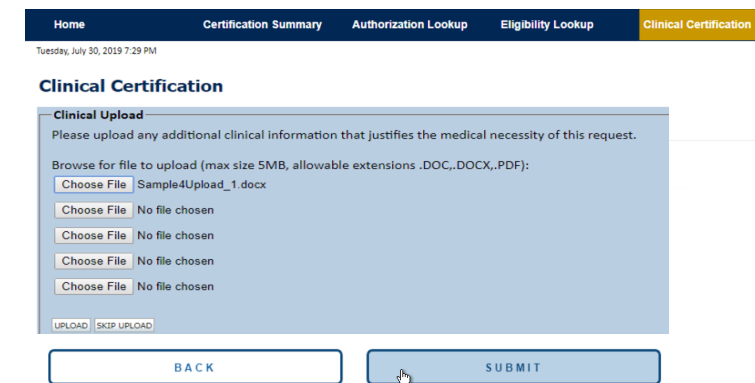 Home Certification Summary Authorization Lookup Eligibility Lookup Clinical Certification
Tuesday, July 30, 2019 7:29 PM
Clinical Certification
Clinical Upload
Please upload any additional clinical information that justifies the medical necessity of this request.
Browse for file to upload (max size 5MB, allowable extensions .DOC,.DOCX,.PDF):
Choose File Sample4Upload_1.docx
Choose File No file chosen
Choose File No file chosen
Choose File No file chosen
Choose File No file chosen
UPLOAD SKIP UPLOAD
BACK SUBMIT